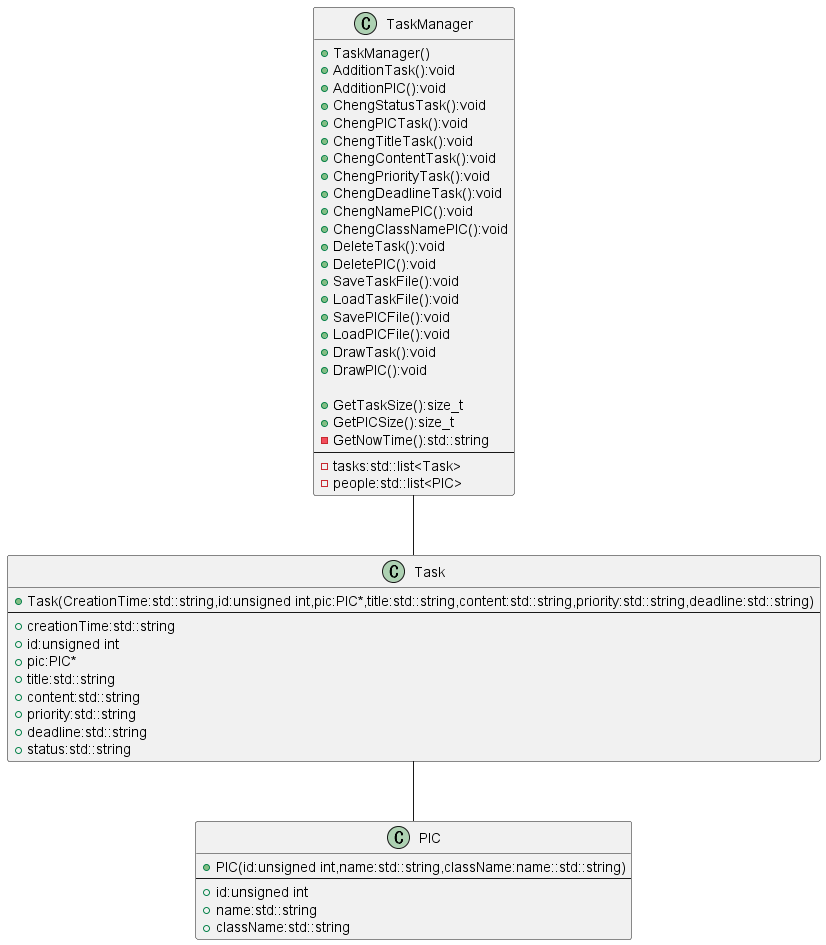 C TaskManager
TaskManager()
AdditionTask():void
AdditionPIC():void
ChengStatusTask():void
ChengPICTask():void
ChengTitleTask():void
ChengContentTask():void
ChengPriorityTask():void
ChengDeadlineTask():void
ChengNamePIC():void
ChengClassNamePIC():void
DeleteTask():void
DeletePIC():void
SaveTaskFile():void
LoadTaskFile():void
SavePICFile():void
LoadPICFile():void
DrawTask():void
DrawPIC():void
GetTaskSize():size_t
GetPICSize():size_t
GetNowTime():std::string
tasks:std::list<Task>
people:std::list<PIC>
C Task
Task(CreationTime:std::string,id:unsigned int,pic:PIC*,title:std::string,content:std::string,priority:std::string,deadline:std::string)
creationTime:std::string
id:unsigned int
pic:PIC*
title:std::string
content:std::string
priority:std::string
deadline:std::string
status:std::string
C PIC
PIC(id:unsigned int,name:std::string,className:name::std::string)
id:unsigned int
name:std::string
className:std::string